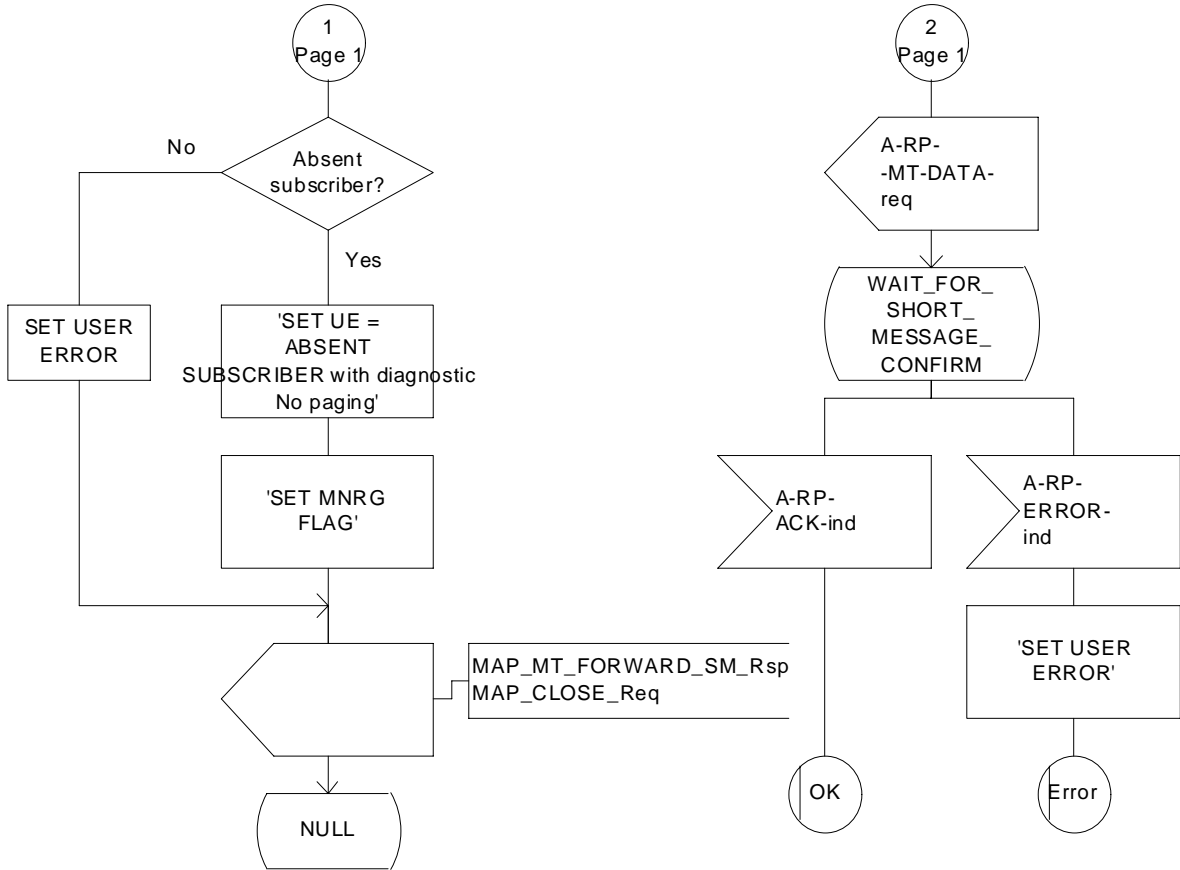 1
Page 1
No
Absent
subscriber?
Yes
SET USER
ERROR
'SET UE =
ABSENT
SUBSCRIBER with diagnostic
No paging'
'SET MNRG
FLAG'
MAP_MT_FORWARD_SM_Rsp
MAP_CLOSE_Req
NULL
2
Page 1
A-RP-
-MT-DATA-
req
WAIT_FOR_
SHORT_
MESSAGE_
CONFIRM
A-RP-
ACK-ind
A-RP-
ERROR-
ind
'SET USER
ERROR'
OK
Error